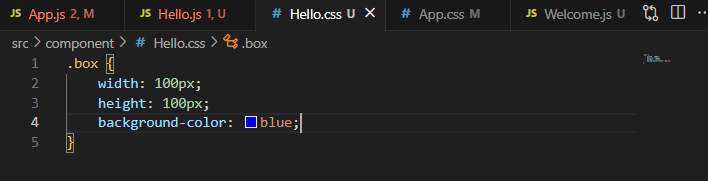 JS App.js 2, M JS Hello.js 1, U # Hello.css U # App.css U JS Welcome.js U
src > component > # Hello.css > .box
1 .box {
2 width: 100px;
3 height: 100px;
4 background-color: blue;
5 }